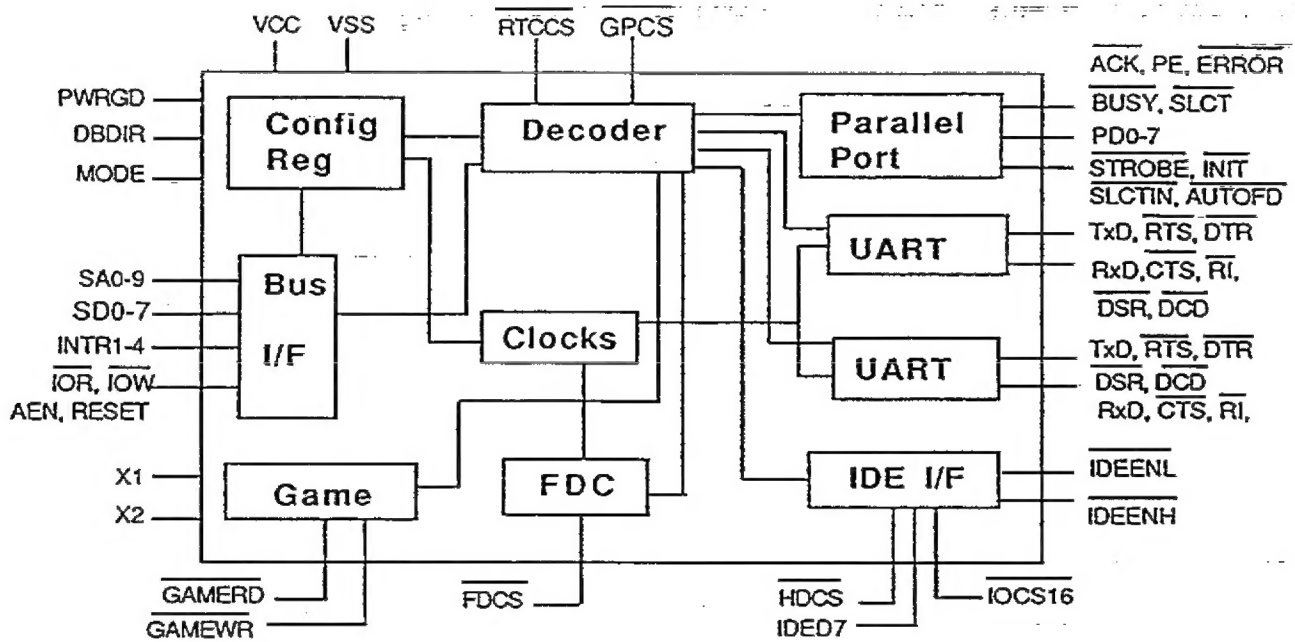 VCC VSS RTCCS GPCS
ACK, PE, ERROR
PWRGD
Config Reg
Decoder
Parallel Port
BUSY, SLCT
DBDIR
PD0-7
MODE
STROBE, INIT
SLCTIN, AUTOFD
UART
TxD, RTS, DTR
RxD, CTS, RI,
DSR, DCD
SA0-9
Bus I/F
SD0-7
INTR1-4
IOR, IOW
AEN, RESET
Clocks
UART
TxD, RTS, DTR
DSR, DCD
RxD, CTS, RI,
X1
X2
Game
FDC
IDE I/F
IDEENL
IDEENH
GAMERD
GAMEWR
FDCS
HDCS
IDED7
IOCS16